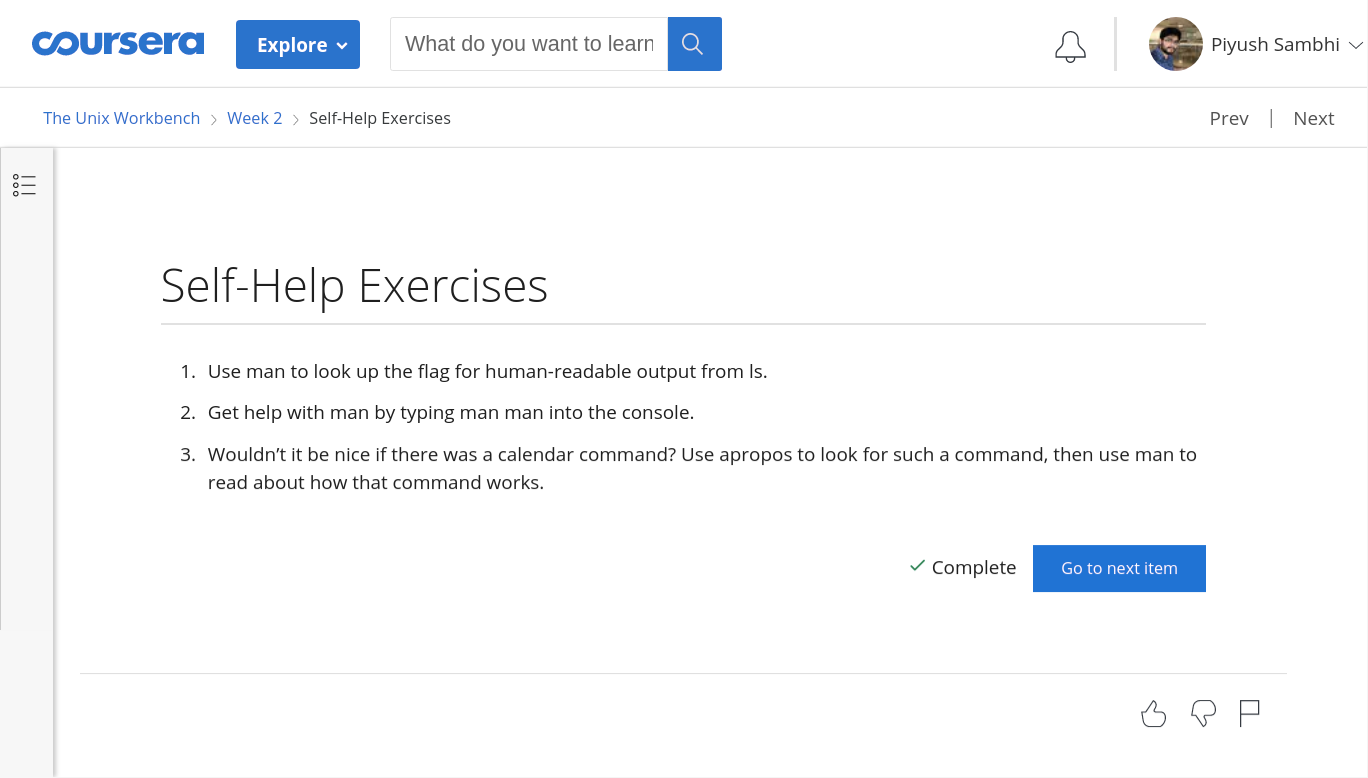 coursera
Explore
What do you want to learn
Piyush Sambhi
The Unix Workbench > Week 2 > Self-Help Exercises
Prev | Next
Self-Help Exercises
1. Use man to look up the flag for human-readable output from ls.
2. Get help with man by typing man man into the console.
3. Wouldn’t it be nice if there was a calendar command? Use apropos to look for such a command, then use man to
read about how that command works.
Complete
Go to next item